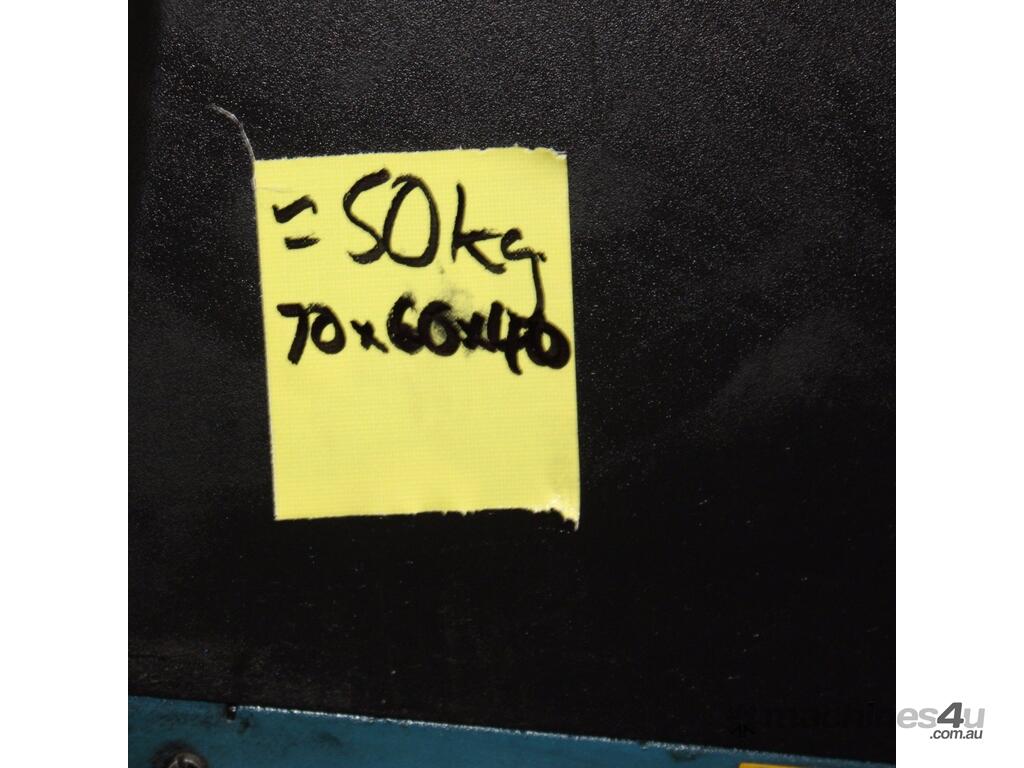 = 50kg
70x60x40
machines4u
.com.au